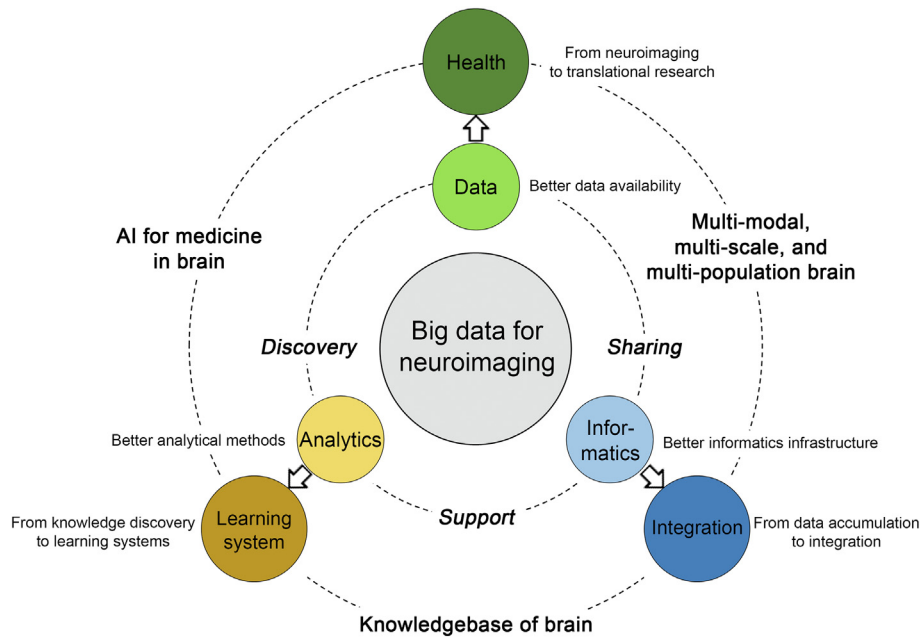 Health
From neuroimaging
to translational research
Data
Better data availability
AI for medicine
in brain
Multi-modal,
multi-scale, and
multi-population brain
Big data for
neuroimaging
Discovery
Sharing
Better analytical methods
Analytics
Infor-
matics
Better informatics infrastructure
Support
From knowledge discovery
to learning systems
Learning
system
Integration
From data accumulation
to integration
Knowledgebase of brain